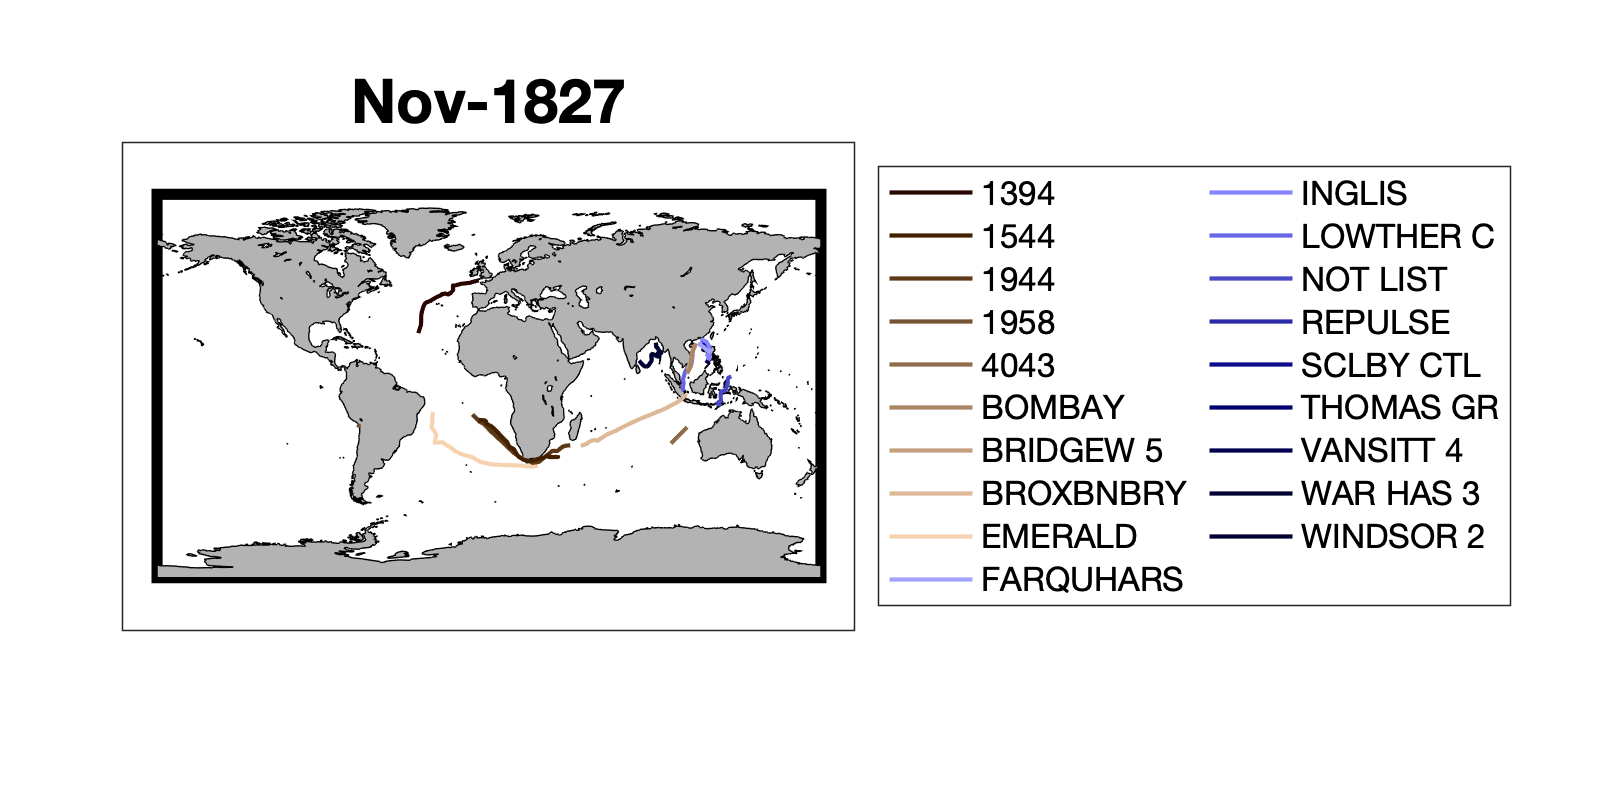 Nov-1827
1394
1544
1944
1958
4043
BOMBAY
BRIDGEW 5
BROXBNBRY
EMERALD
FARQUHARS
INGLIS
LOWTHER C
NOT LIST
REPULSE
SCLBY CTL
THOMAS GR
VANSITT 4
WAR HAS 3
WINDSOR 2